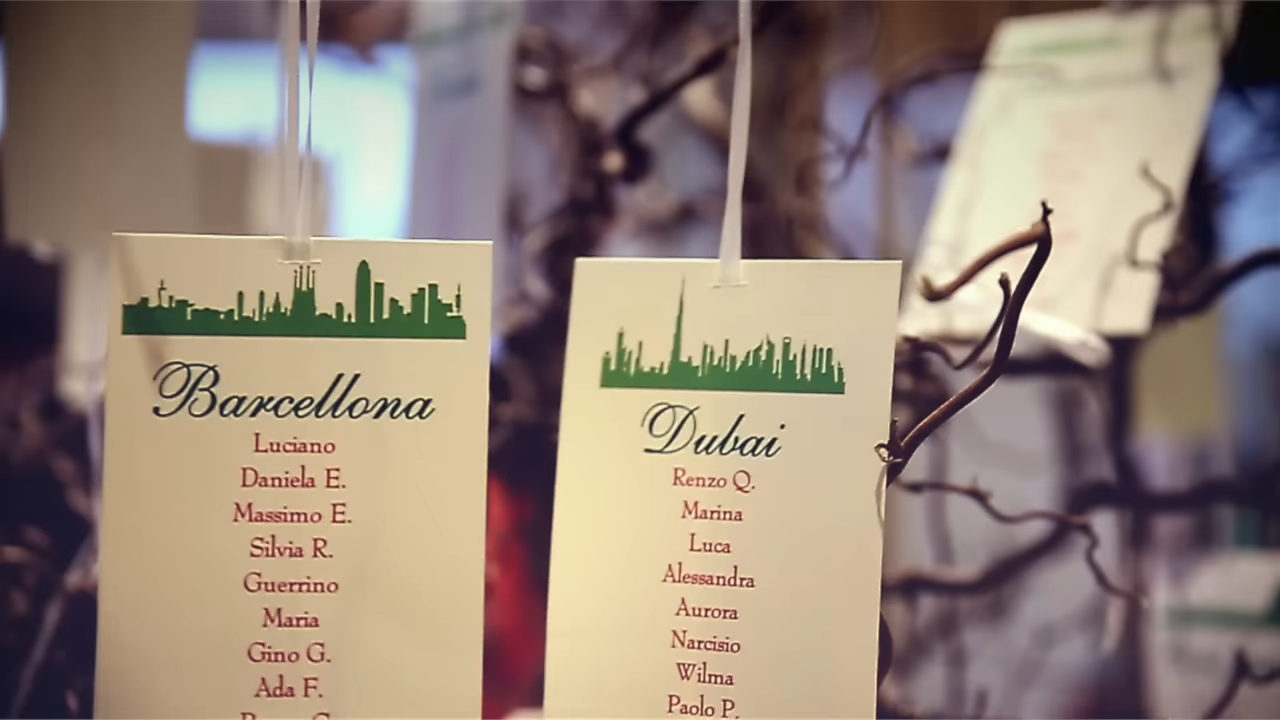 Barcellona
Luciano
Daniela E.
Massimo E.
Silvia R.
Guerrino
Maria
Gino G.
Ada F.
Dubai
Renzo Q.
Marina
Luca
Alessandra
Aurora
Narcisio
Wilma
Paolo P.